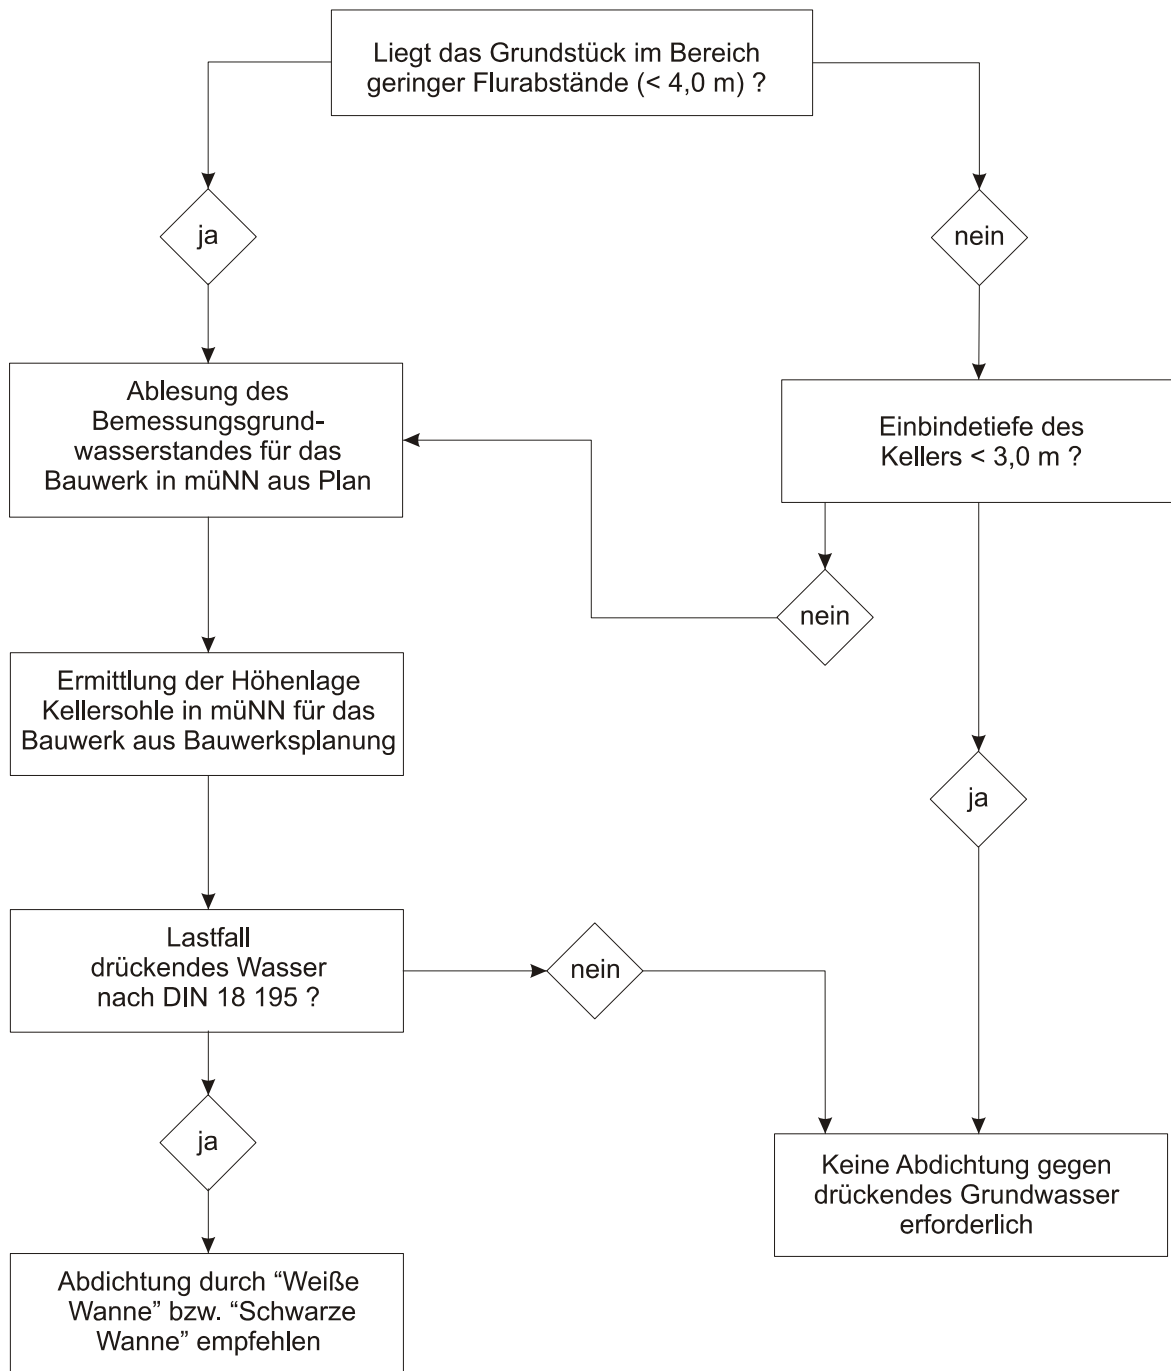 Liegt das Grundstück im Bereich
geringer Flurabstände (< 4,0 m) ?
ja
nein
Ablesung des
Bemessungsgrund-
wasserstandes für das
Bauwerk in müNN aus Plan
Einbindetiefe des
Kellers < 3,0 m ?
nein
Ermittlung der Höhenlage
Kellersohle in müNN für das
Bauwerk aus Bauwerksplanung
ja
Lastfall
drückendes Wasser
nach DIN 18 195 ?
nein
ja
Keine Abdichtung gegen
drückendes Grundwasser
erforderlich
Abdichtung durch “Weiße
Wanne” bzw. “Schwarze
Wanne” empfehlen